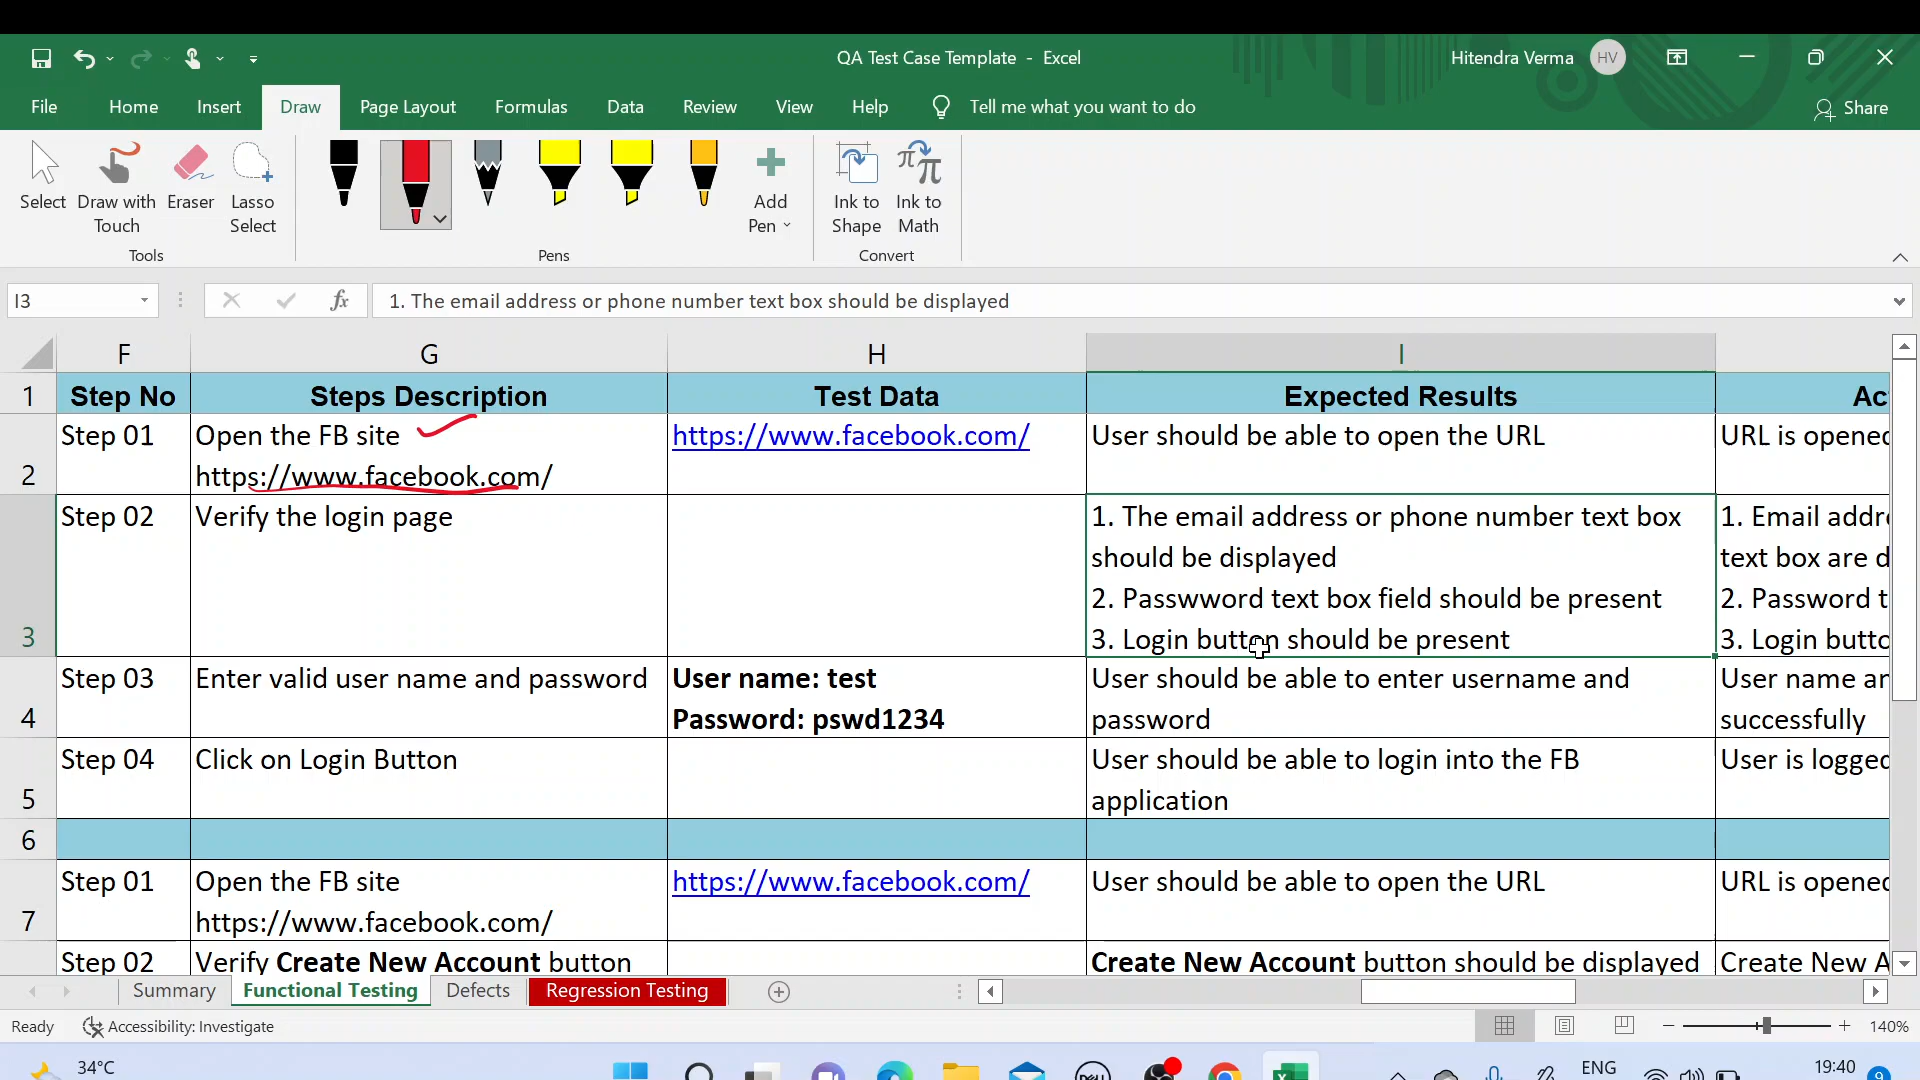 QA Test Case Template - Excel
Hitendra Verma HV
File Home Insert Draw Page Layout Formulas Data Review View Help Tell me what you want to do Share
Select
Draw with Touch
Eraser
Lasso Select
Tools
Add Pen
Pens
Ink to Shape
Ink to Math
Convert
I3 fx 1. The email address or phone number text box should be displayed
F G H I
1 Step No Steps Description Test Data Expected Results Ac
Step 01 Open the FB site https://www.facebook.com/ User should be able to open the URL URL is opened
2 https://www.facebook.com/
Step 02 Verify the login page 1. The email address or phone number text box 1. Email addre
should be displayed text box are d
2. Passwword text box field should be present 2. Password t
3 3. Login button should be present 3. Login butto
Step 03 Enter valid user name and password User name: test User should be able to enter username and User name an
4 Password: pswd1234 password successfully
Step 04 Click on Login Button User should be able to login into the FB User is logged
5 application
6
Step 01 Open the FB site https://www.facebook.com/ User should be able to open the URL URL is opened
7 https://www.facebook.com/
Step 02 Verify Create New Account button Create New Account button should be displayed Create New A
Summary Functional Testing Defects Regression Testing
Ready Accessibility: Investigate 140%
34°C DELL ENG 19:40 9